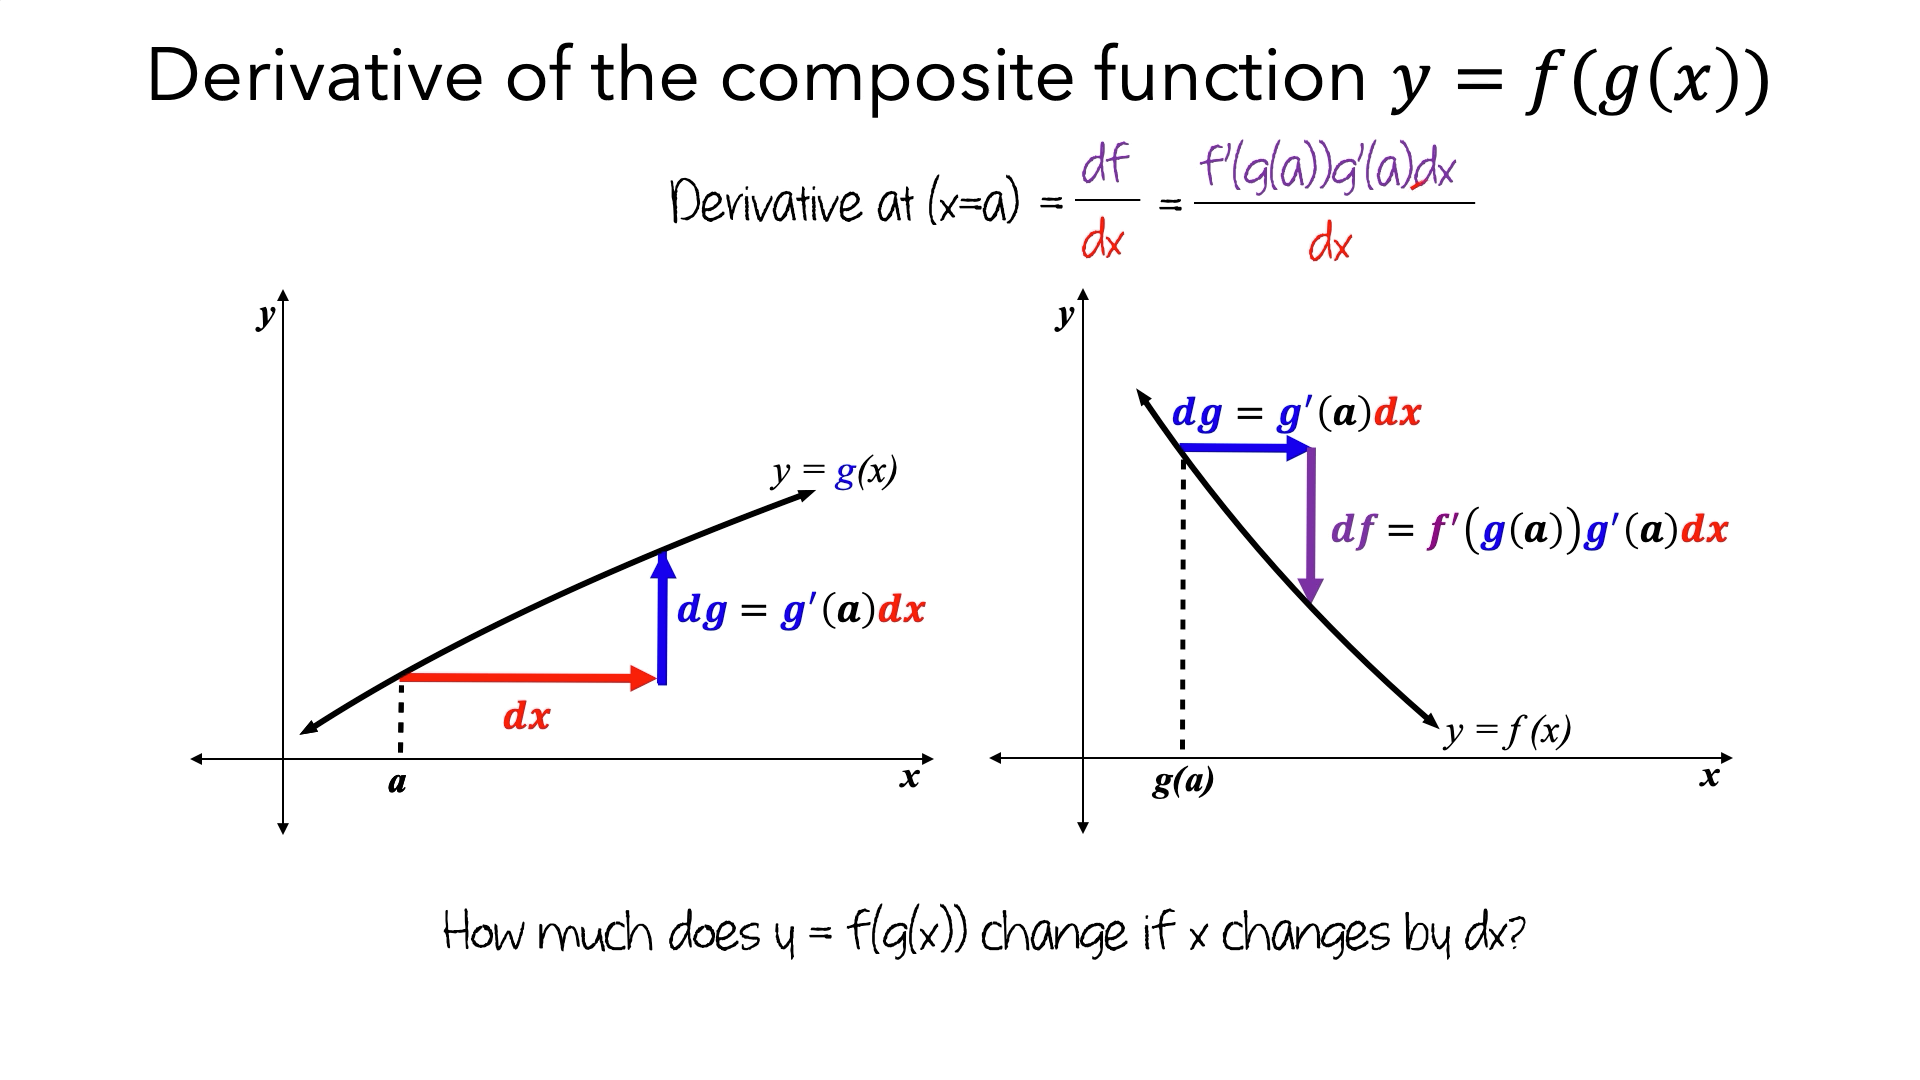 Derivative of the composite function y = f(g(x))
Derivative at (x=a) = df/dx = f'(g(a))g'(a)dx/dx
y
y
dg = g′(a)dx
y = g(x)
df = f′(g(a))g′(a)dx
dg = g′(a)dx
dx
y = f (x)
a
x
g(a)
x
How much does y = f(g(x)) change if x changes by dx?